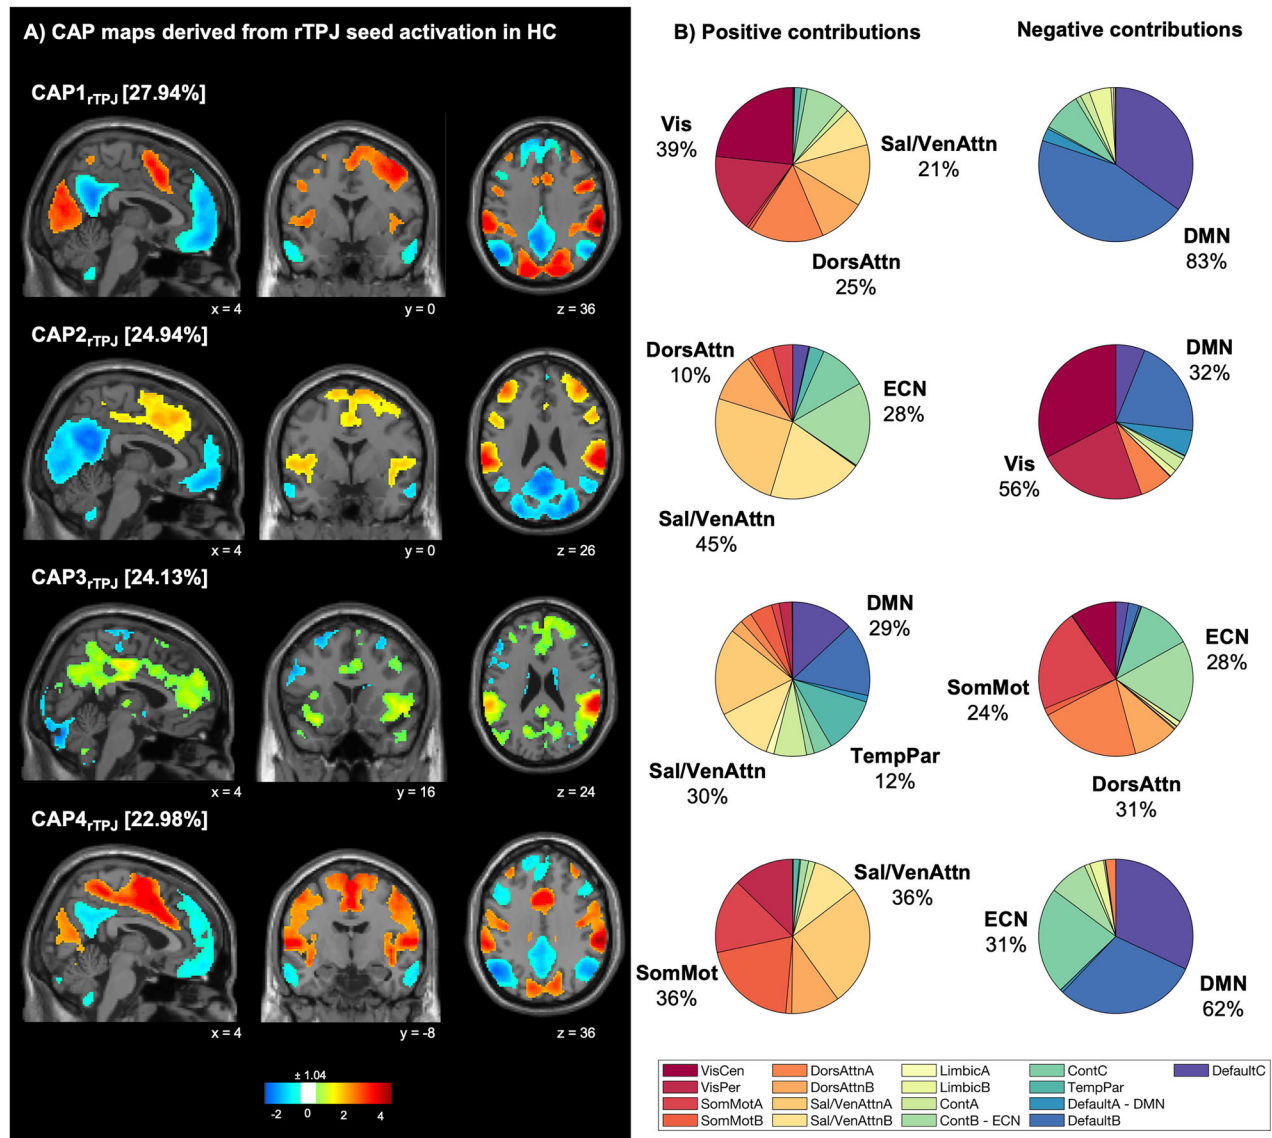 A) CAP maps derived from rTPJ seed activation in HC
CAP1rTPJ [27.94%]
x = 4
y = 0
z = 36
CAP2rTPJ [24.94%]
x = 4
y = 0
z = 26
CAP3rTPJ [24.13%]
x = 4
y = 16
z = 24
CAP4rTPJ [22.98%]
x = 4
y = -8
z = 36
± 1.04
-2 0 2 4
B) Positive contributions
Negative contributions
Vis
39%
Sal/VenAttn
21%
DorsAttn
25%
DMN
83%
DorsAttn
10%
ECN
28%
Sal/VenAttn
45%
DMN
32%
Vis
56%
DMN
29%
TempPar
12%
Sal/VenAttn
30%
ECN
28%
SomMot
24%
DorsAttn
31%
Sal/VenAttn
36%
SomMot
36%
ECN
31%
DMN
62%
VisCen
VisPer
SomMotA
SomMotB
DorsAttnA
DorsAttnB
Sal/VenAttnA
Sal/VenAttnB
LimbicA
LimbicB
ContA
ContB - ECN
ContC
TempPar
DefaultA - DMN
DefaultB
DefaultC